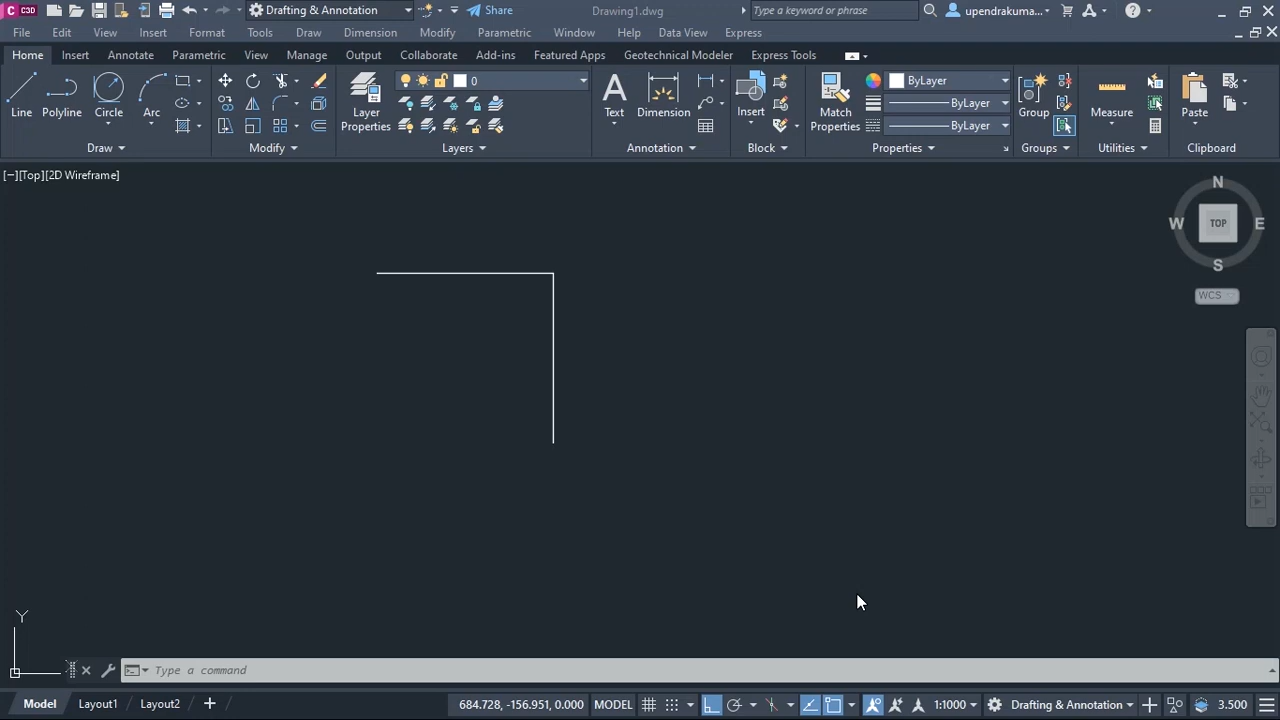 C3D Drafting & Annotation Share Drawing1.dwg Type a keyword or phrase upendrakuma...
File Edit View Insert Format Tools Draw Dimension Modify Parametric Window Help Data View Express
Home Insert Annotate Parametric View Manage Output Collaborate Add-ins Featured Apps Geotechnical Modeler Express Tools
0 ByLayer
ByLayer
Line Polyline Circle Arc Layer Properties Text Dimension Insert Match Properties Group Measure Paste
ByLayer
Draw Modify Layers Annotation Block Properties Groups Utilities Clipboard
[−][Top][2D Wireframe]
N
W TOP E
S
WCS
Y
Type a command
Model Layout1 Layout2 684.728, -156.951, 0.000 MODEL 1:1000 Drafting & Annotation 3.500